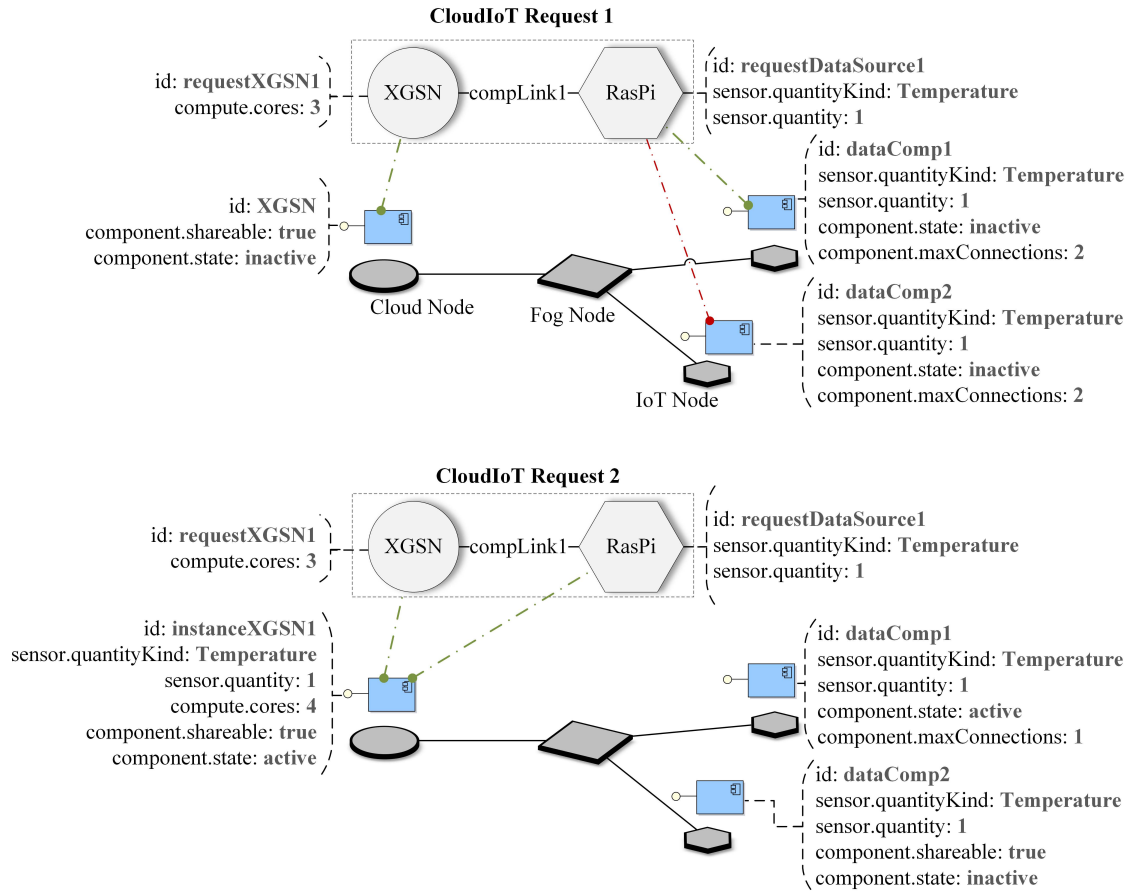 CloudIoT Request 1
id: requestXGSN1
compute.cores: 3
XGSN
compLink1
RasPi
id: requestDataSource1
sensor.quantityKind: Temperature
sensor.quantity: 1
id: XGSN
component.shareable: true
component.state: inactive
id: dataComp1
sensor.quantityKind: Temperature
sensor.quantity: 1
component.state: inactive
component.maxConnections: 2
Cloud Node
Fog Node
IoT Node
id: dataComp2
sensor.quantityKind: Temperature
sensor.quantity: 1
component.state: inactive
component.maxConnections: 2
CloudIoT Request 2
id: requestXGSN1
compute.cores: 3
XGSN
compLink1
RasPi
id: requestDataSource1
sensor.quantityKind: Temperature
sensor.quantity: 1
id: instanceXGSN1
sensor.quantityKind: Temperature
sensor.quantity: 1
compute.cores: 4
component.shareable: true
component.state: active
id: dataComp1
sensor.quantityKind: Temperature
sensor.quantity: 1
component.state: active
component.maxConnections: 1
id: dataComp2
sensor.quantityKind: Temperature
sensor.quantity: 1
component.shareable: true
component.state: inactive